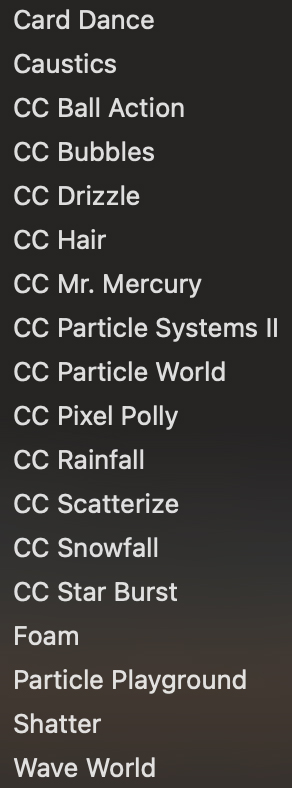 Card Dance
Caustics
CC Ball Action
CC Bubbles
CC Drizzle
CC Hair
CC Mr. Mercury
CC Particle Systems II
CC Particle World
CC Pixel Polly
CC Rainfall
CC Scatterize
CC Snowfall
CC Star Burst
Foam
Particle Playground
Shatter
Wave World